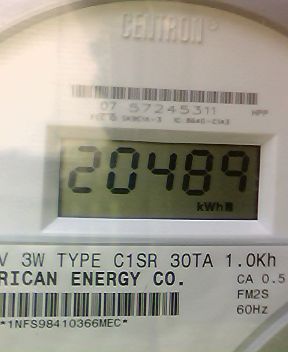 CENTRON®
07 57245311 HPP
20489
kWh
V 3W TYPE C1SR 30TA 1.0Kh
RICAN ENERGY CO. CA 0.5
FM2S
60Hz
*1NFS98410366MEC*